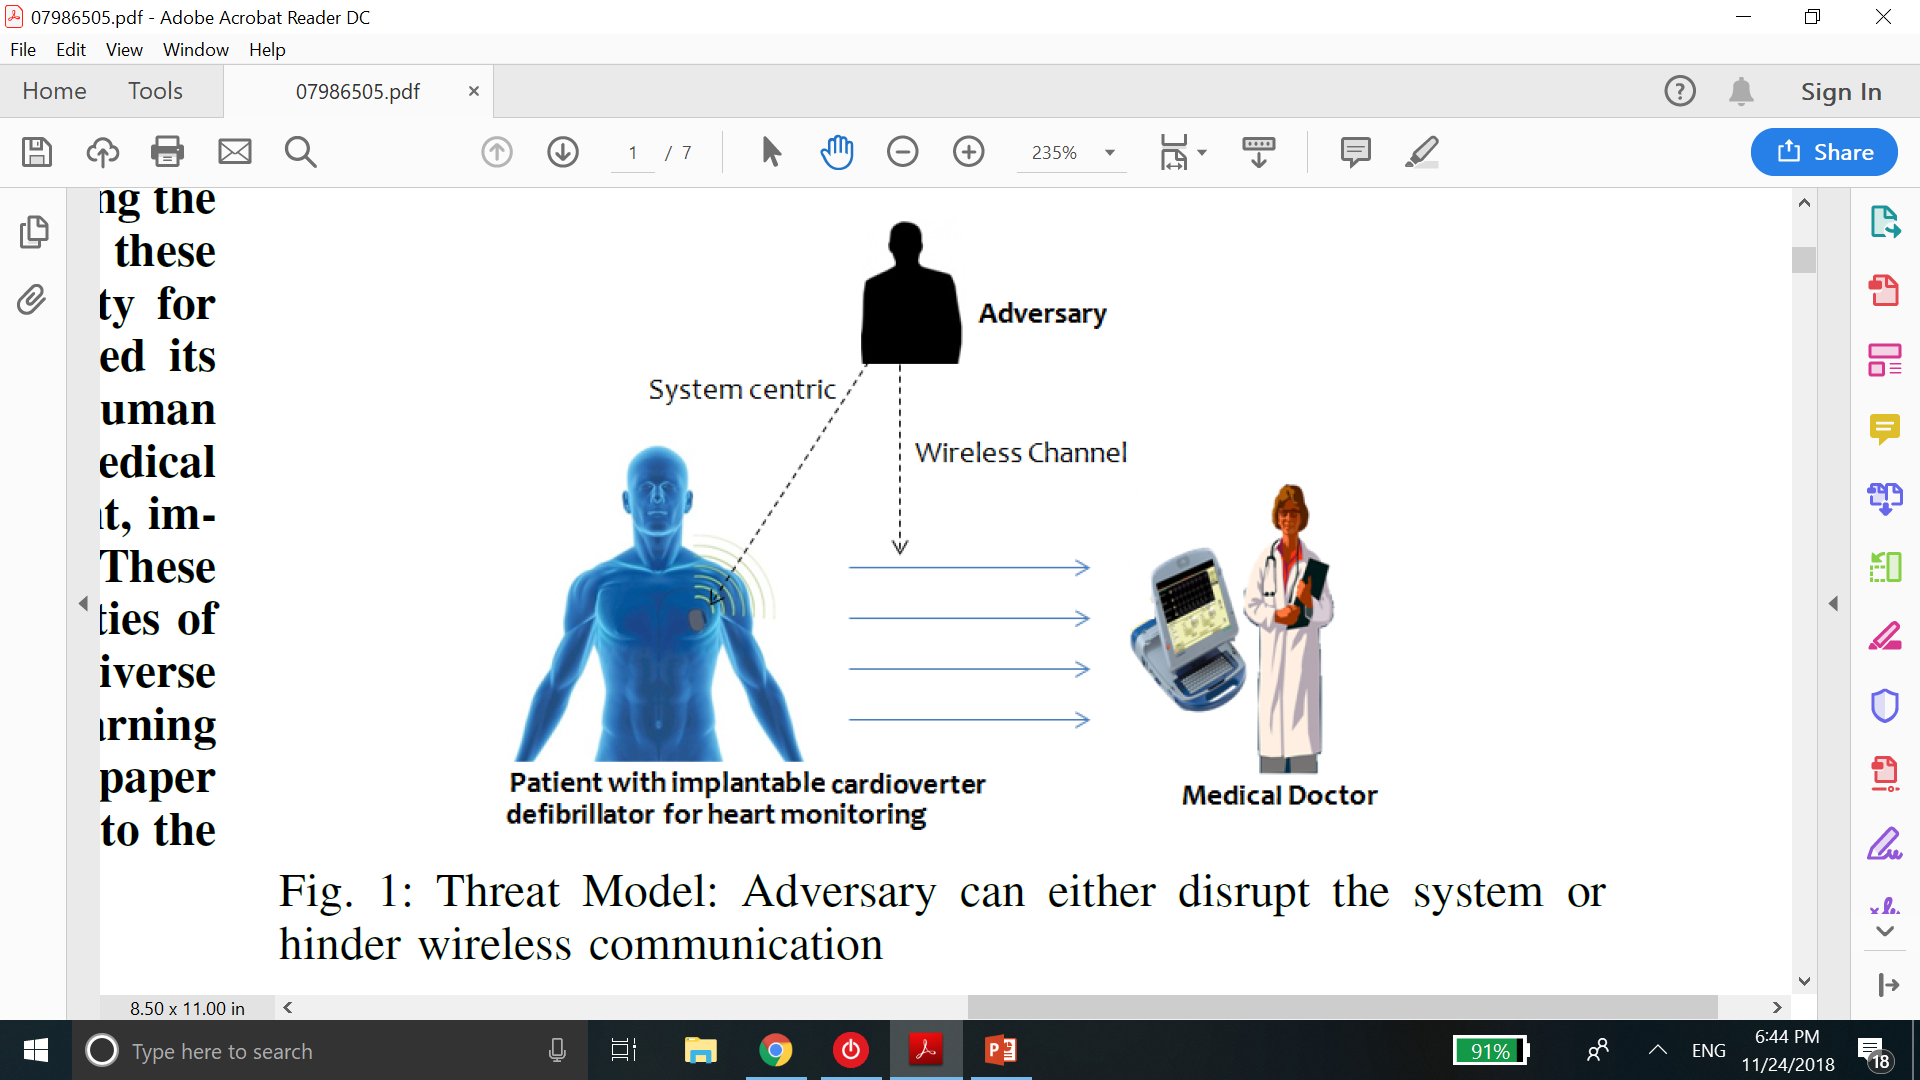 07986505.pdf - Adobe Acrobat Reader DC
File Edit View Window Help
Home Tools 07986505.pdf × Sign In
1 / 7 235% Share
ng the
these
ty for
ed its
uman
edical
t, im-
These
ties of
iverse
rning
paper
to the
Adversary
System centric
Wireless Channel
Patient with implantable cardioverter
defibrillator for heart monitoring
Medical Doctor
Fig. 1: Threat Model: Adversary can either disrupt the system or
hinder wireless communication
8.50 x 11.00 in
Type here to search
91%
ENG
6:44 PM
11/24/2018
18